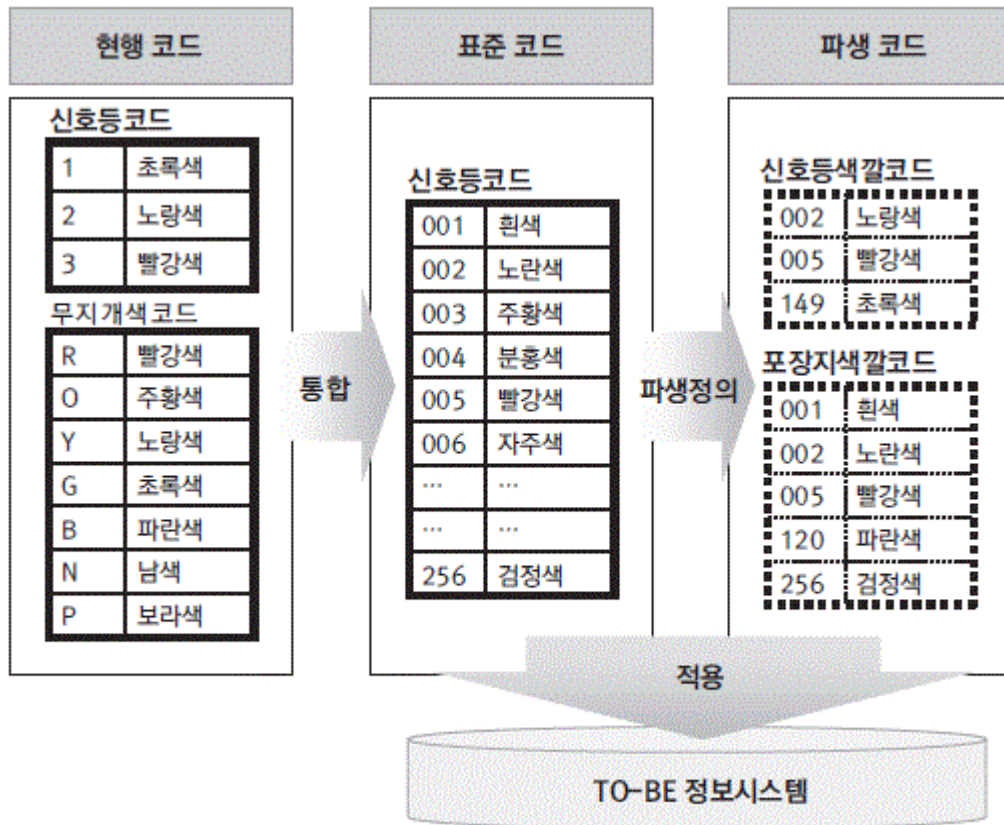 현행 코드
표준 코드
파생 코드
신호등코드
1 초록색
2 노랑색
3 빨강색
무지개색코드
R 빨강색
O 주황색
Y 노랑색
G 초록색
B 파란색
N 남색
P 보라색
통합
신호등코드
001 흰색
002 노란색
003 주황색
004 분홍색
005 빨강색
006 자주색
... ...
... ...
256 검정색
파생정의
신호등색깔코드
002 노랑색
005 빨강색
149 초록색
포장지색깔코드
001 흰색
002 노란색
005 빨강색
120 파란색
256 검정색
적용
TO-BE 정보시스템